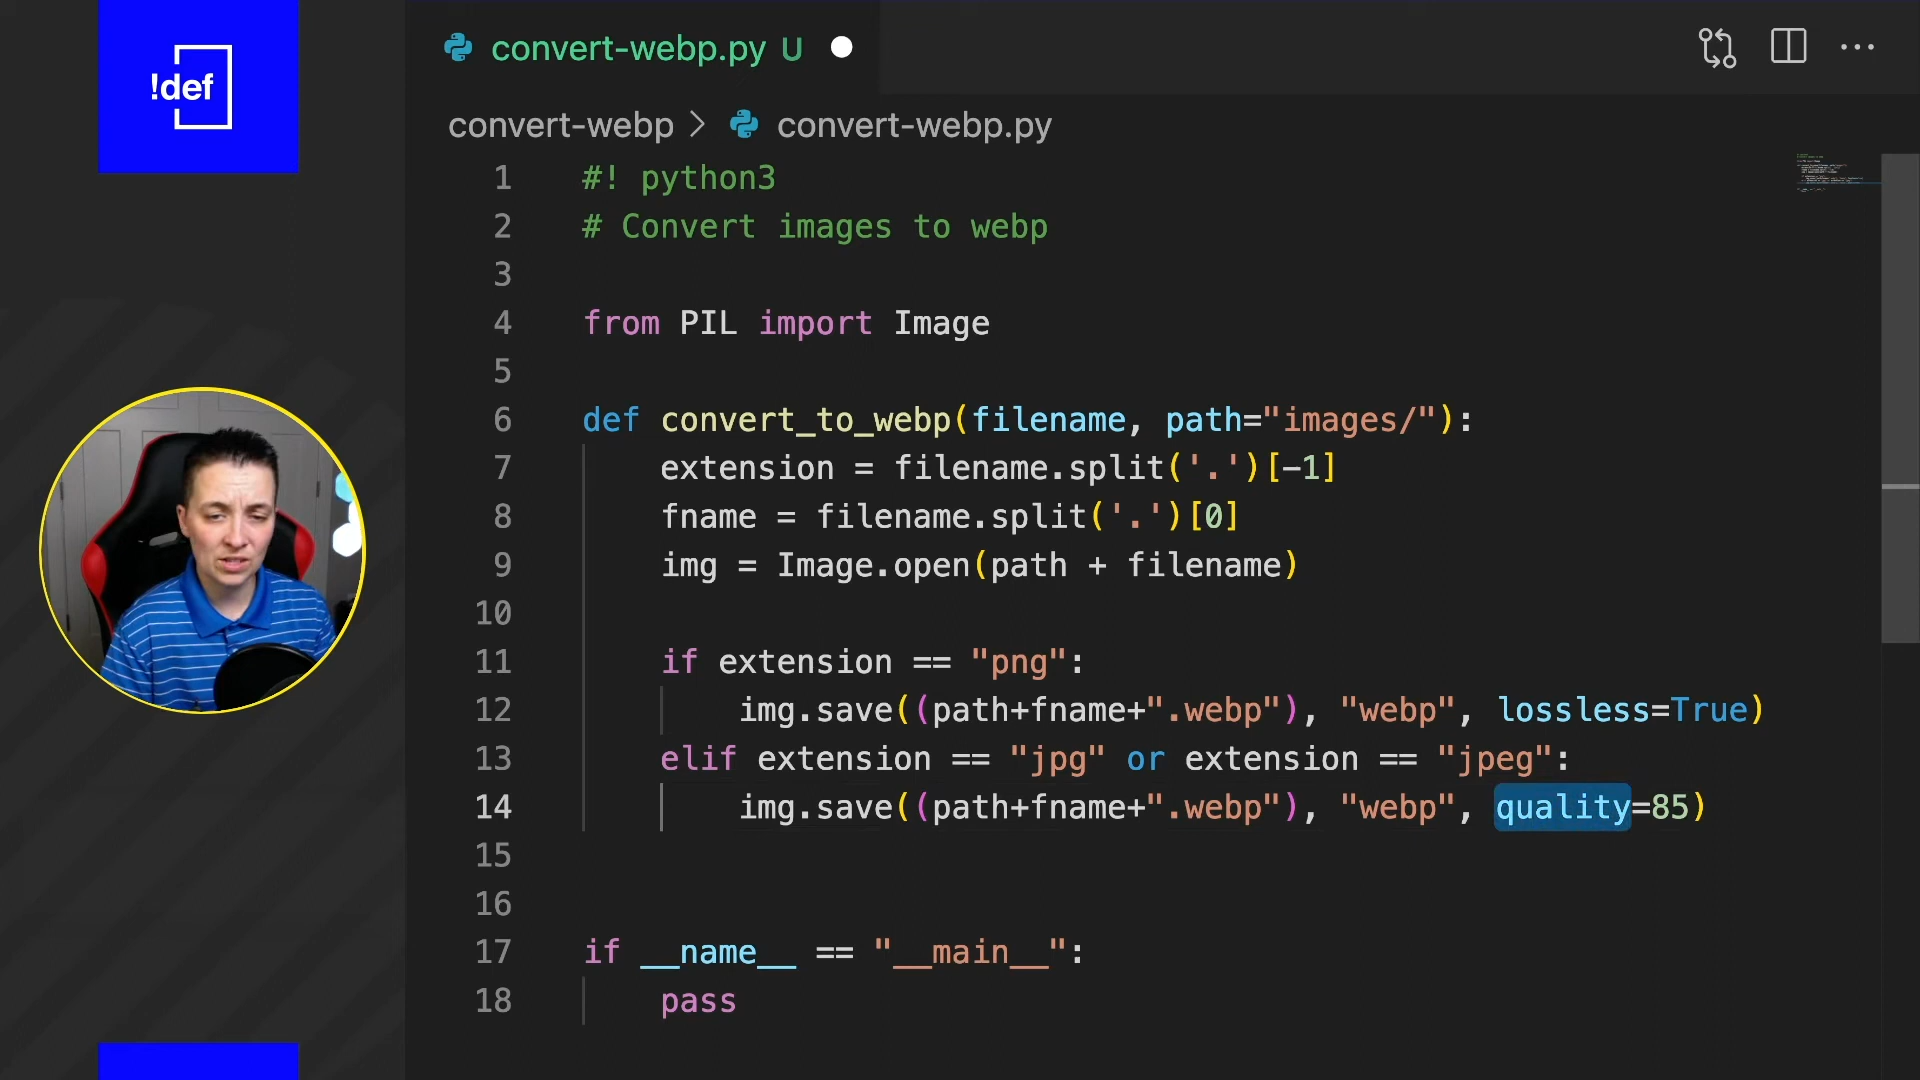 !def
convert-webp.py U
convert-webp > convert-webp.py
1 #! python3
2 # Convert images to webp
3
4 from PIL import Image
5
6 def convert_to_webp(filename, path="images/"):
7     extension = filename.split('.')[-1]
8     fname = filename.split('.')[0]
9     img = Image.open(path + filename)
10
11     if extension == "png":
12         img.save((path+fname+".webp"), "webp", lossless=True)
13     elif extension == "jpg" or extension == "jpeg":
14         img.save((path+fname+".webp"), "webp", quality=85)
15
16
17 if __name__ == "__main__":
18     pass